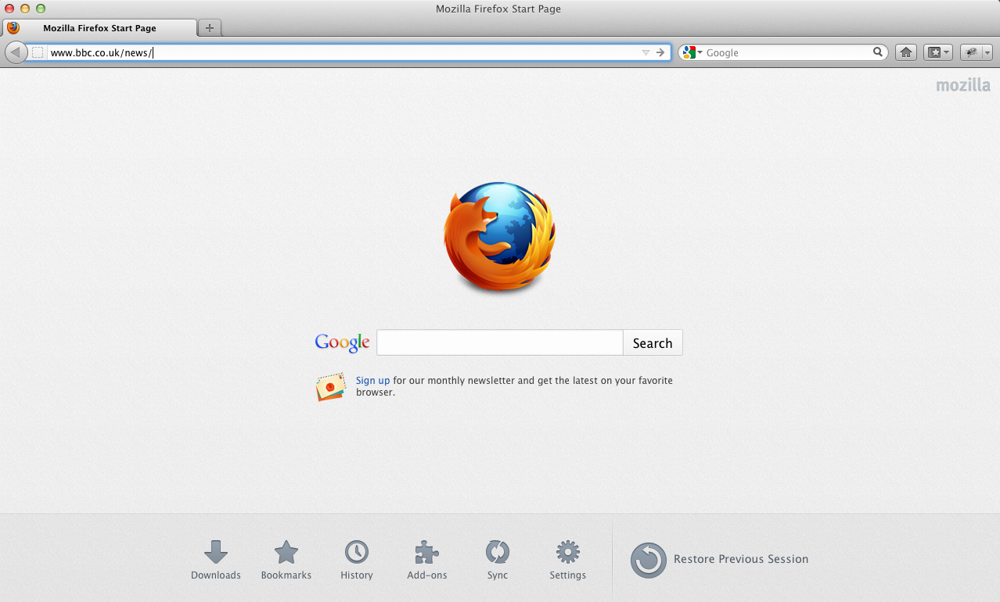 Mozilla Firefox Start Page
Mozilla Firefox Start Page
www.bbc.co.uk/news/
Google
mozilla
Google
Search
Sign up for our monthly newsletter and get the latest on your favorite
browser.
Downloads
Bookmarks
History
Add-ons
Sync
Settings
Restore Previous Session